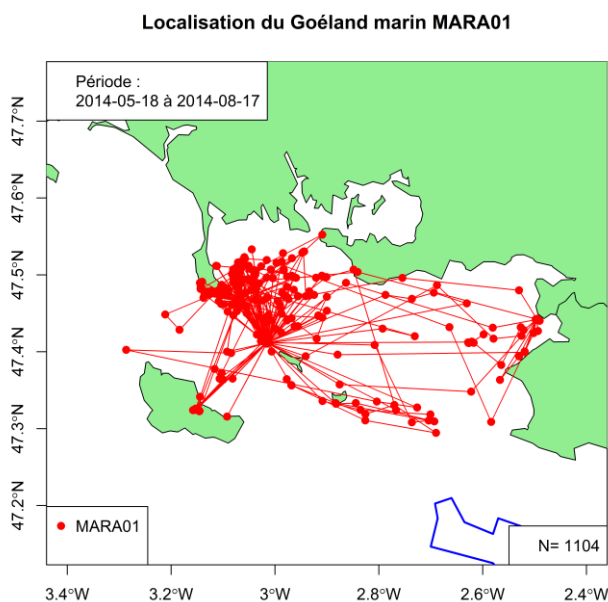 Localisation du Goéland marin MARA01
Période :
2014-05-18 à 2014-08-17
47.7°N
47.6°N
47.5°N
47.4°N
47.3°N
47.2°N
MARA01
N= 1104
3.4°W
3.2°W
3°W
2.8°W
2.6°W
2.4°W